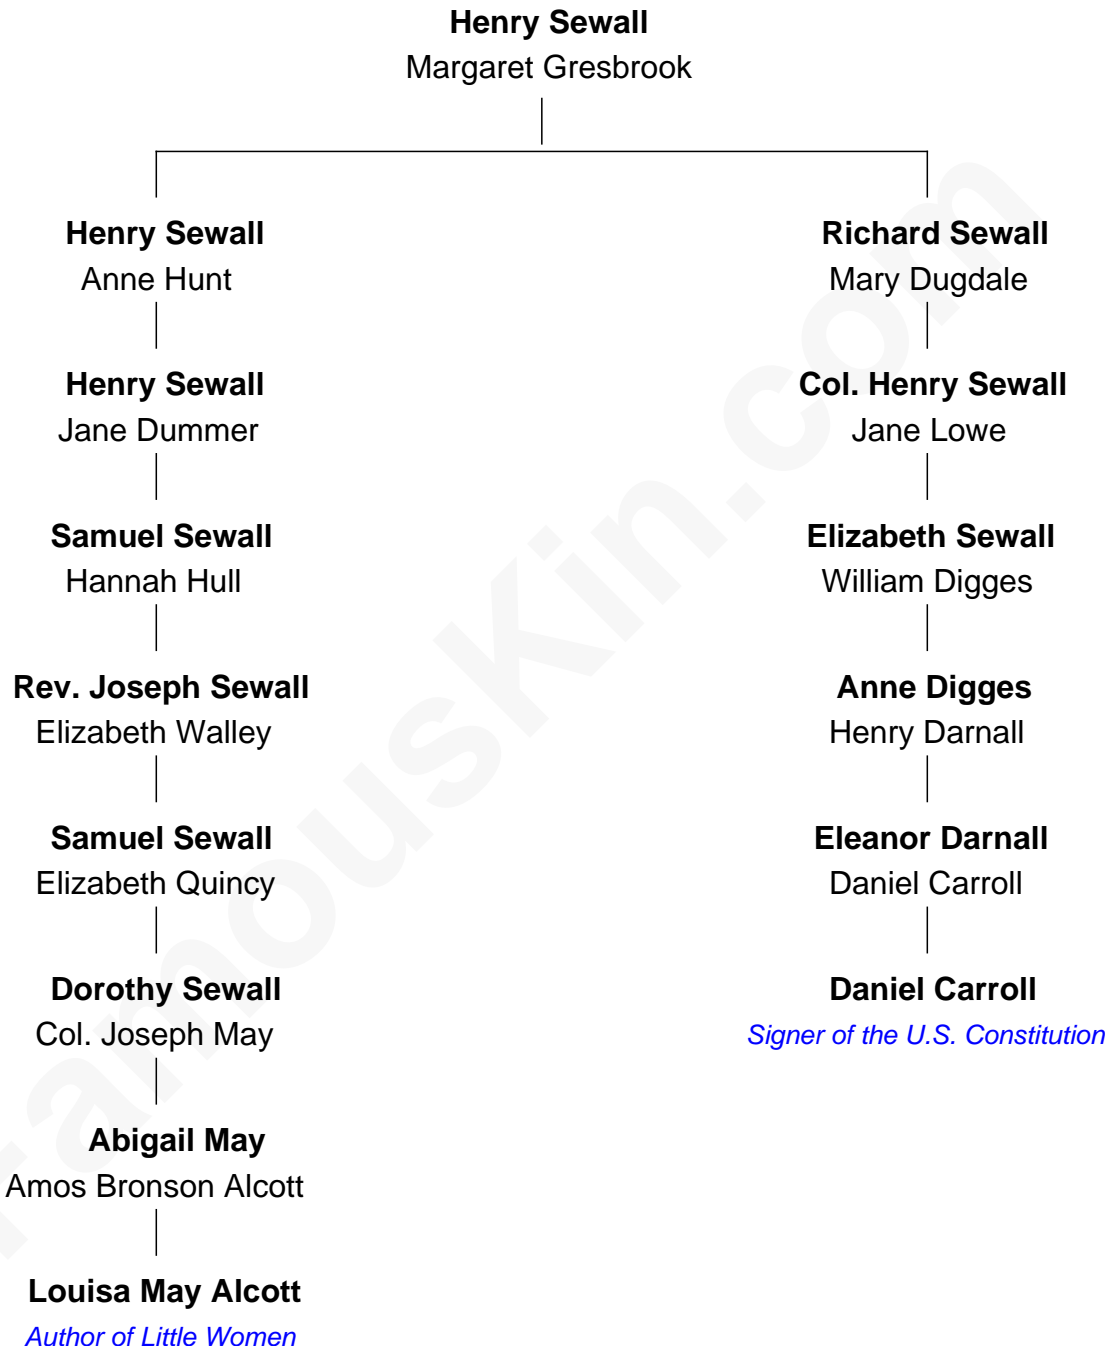 Henry Sewall
Margaret Gresbrook
Henry Sewall
Anne Hunt
Richard Sewall
Mary Dugdale
Henry Sewall
Jane Dummer
Col. Henry Sewall
Jane Lowe
Samuel Sewall
Hannah Hull
Elizabeth Sewall
William Digges
Rev. Joseph Sewall
Elizabeth Walley
Anne Digges
Henry Darnall
Samuel Sewall
Elizabeth Quincy
Eleanor Darnall
Daniel Carroll
Dorothy Sewall
Col. Joseph May
Daniel Carroll
Signer of the U.S. Constitution
Abigail May
Amos Bronson Alcott
Louisa May Alcott
Author of Little Women
famouskin.com